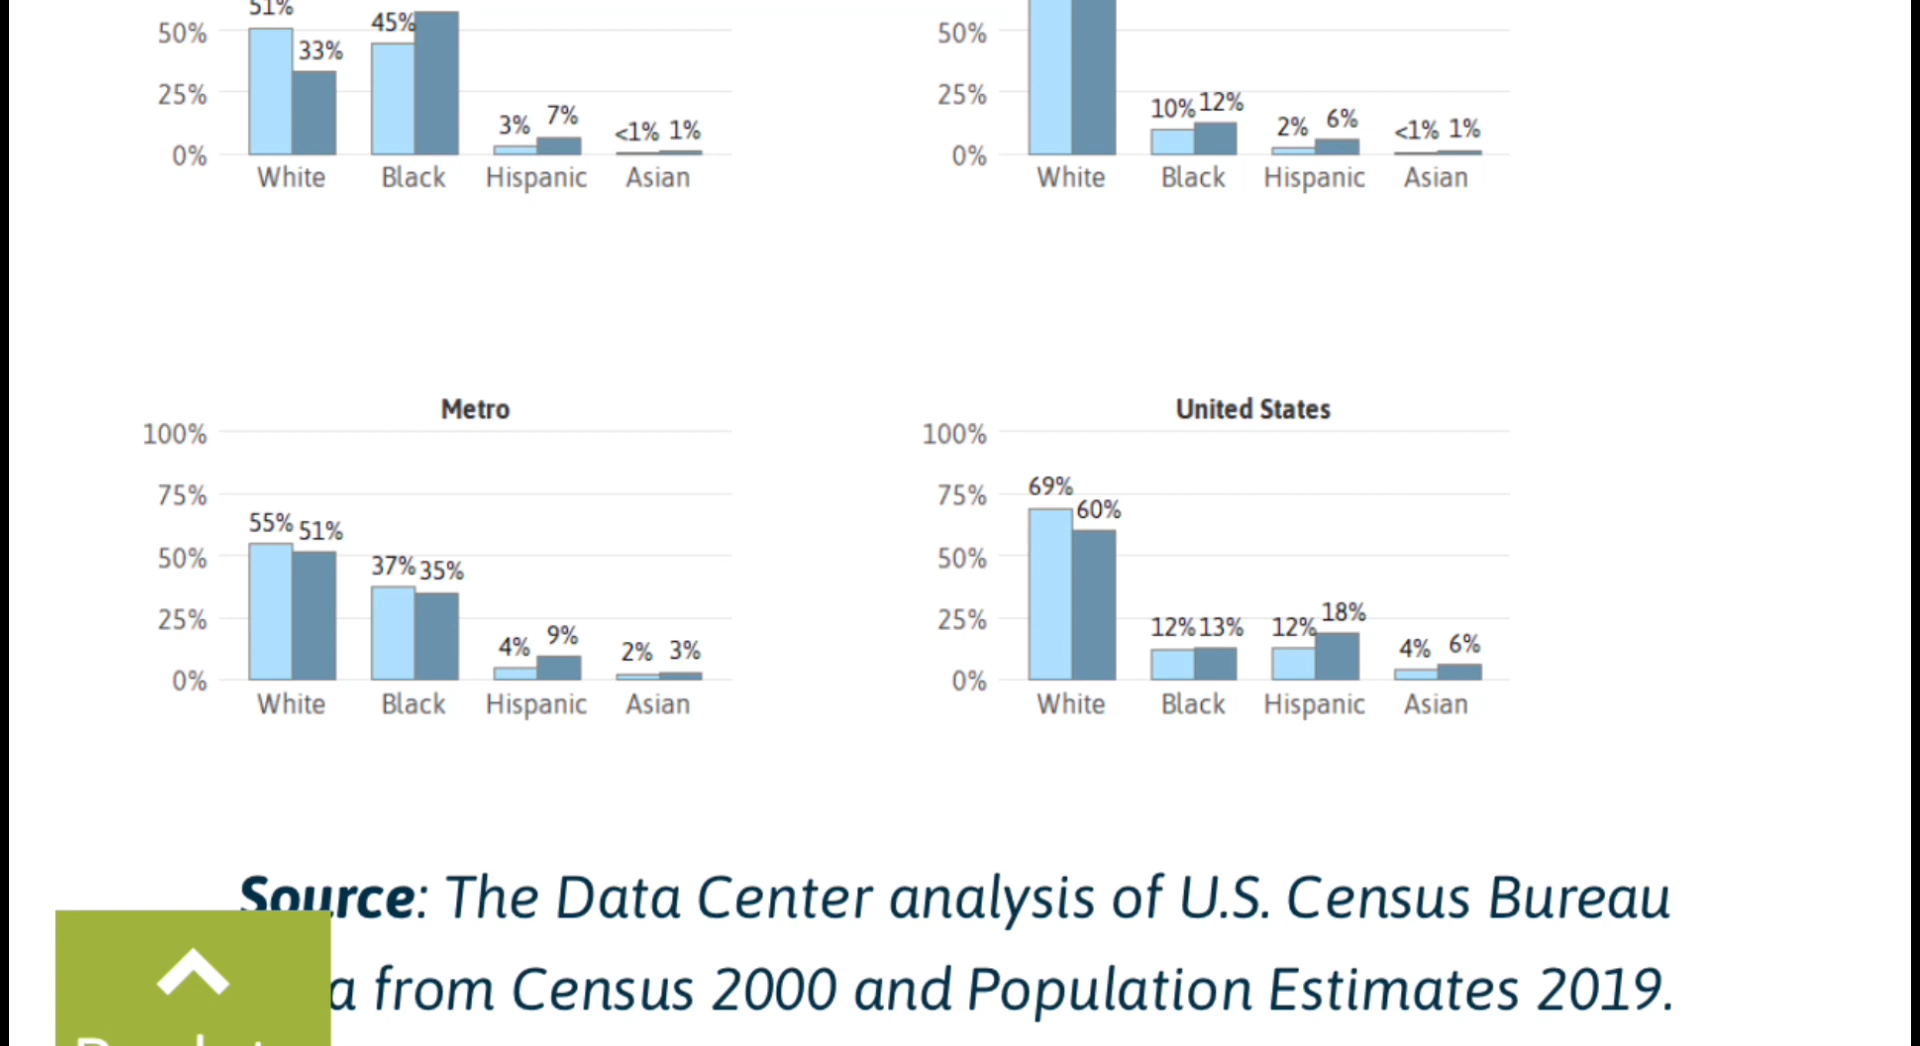 51%
50%
33%
45%
25%
3%
7%
<1%
1%
0%
White
Black
Hispanic
Asian
50%
25%
10%
12%
2%
6%
<1%
1%
0%
White
Black
Hispanic
Asian
Metro
100%
75%
55%
51%
50%
37%
35%
25%
4%
9%
2%
3%
0%
White
Black
Hispanic
Asian
United States
100%
75%
69%
60%
50%
25%
12%
13%
12%
18%
4%
6%
0%
White
Black
Hispanic
Asian
Source: The Data Center analysis of U.S. Census Bureau
a from Census 2000 and Population Estimates 2019.